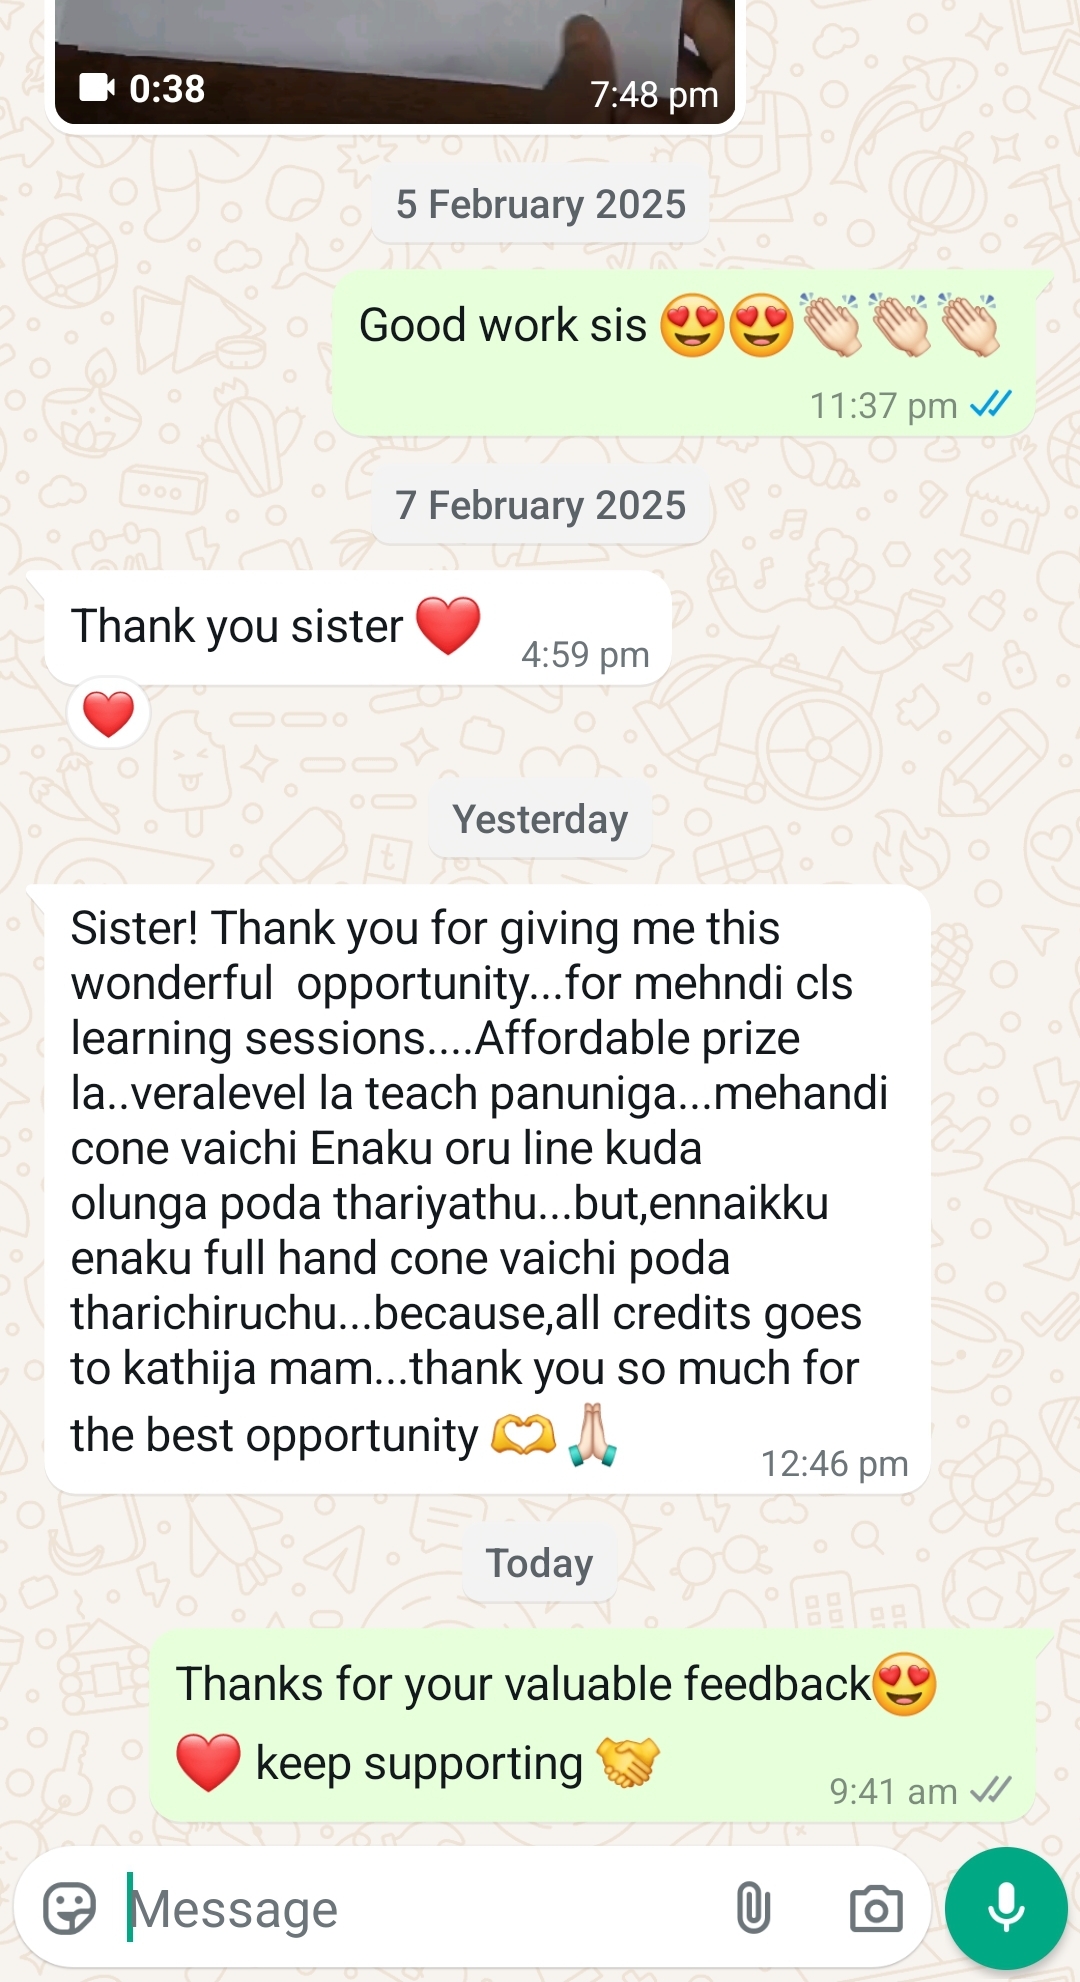 0:38
7:48 pm
5 February 2025
Good work sis 😍😍👏🏻👏🏻👏🏻
11:37 pm
7 February 2025
Thank you sister ❤️
4:59 pm
❤️
Yesterday
Sister! Thank you for giving me this
wonderful  opportunity...for mehndi cls
learning sessions....Affordable prize
la..veralevel la teach panuniga...mehandi
cone vaichi Enaku oru line kuda
olunga poda thariyathu...but,ennaikku
enaku full hand cone vaichi poda
tharichiruchu...because,all credits goes
to kathija mam...thank you so much for
the best opportunity 🫶🙏🏻
12:46 pm
Today
Thanks for your valuable feedback😍
❤️ keep supporting 🤝
9:41 am
Message